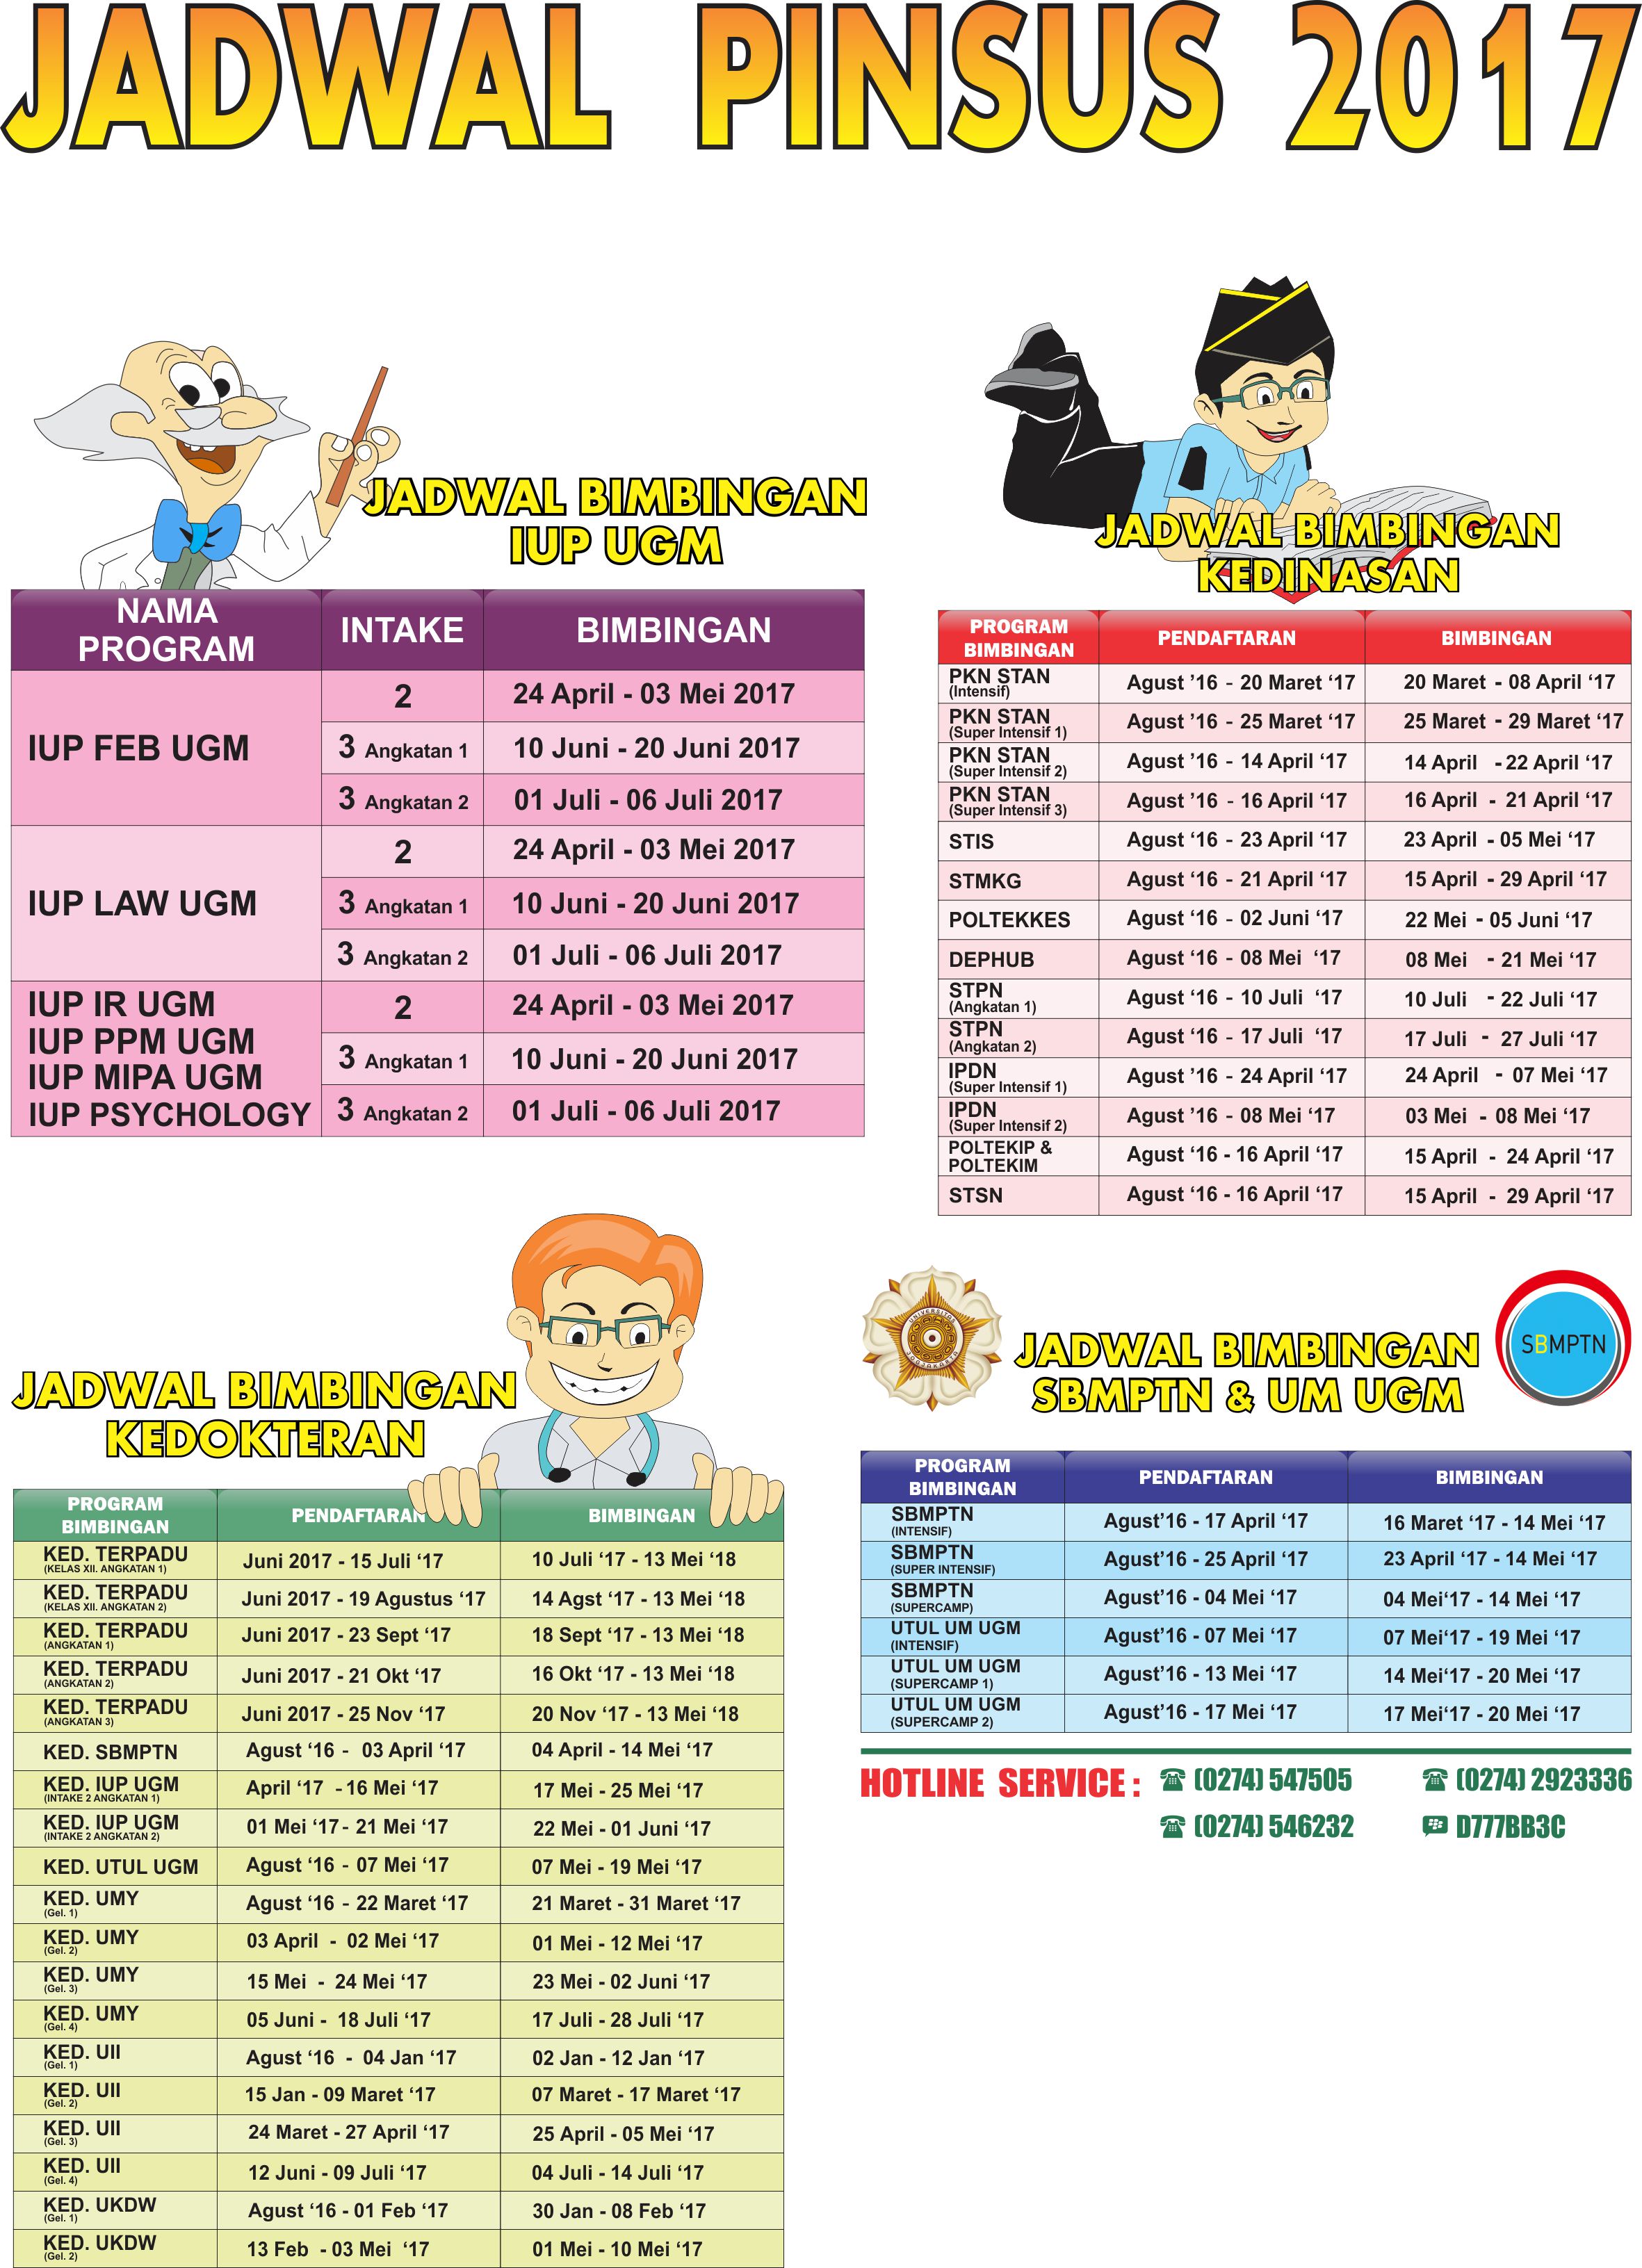 JADWAL PINSUS 2017
JADWAL BIMBINGAN
IUP UGM
NAMA PROGRAM INTAKE BIMBINGAN
IUP FEB UGM
2 24 April - 03 Mei 2017
3 Angkatan 1 10 Juni - 20 Juni 2017
3 Angkatan 2 01 Juli - 06 Juli 2017
IUP LAW UGM
2 24 April - 03 Mei 2017
3 Angkatan 1 10 Juni - 20 Juni 2017
3 Angkatan 2 01 Juli - 06 Juli 2017
IUP IR UGM
IUP PPM UGM
IUP MIPA UGM
IUP PSYCHOLOGY
2 24 April - 03 Mei 2017
3 Angkatan 1 10 Juni - 20 Juni 2017
3 Angkatan 2 01 Juli - 06 Juli 2017
JADWAL BIMBINGAN
KEDINASAN
PROGRAM BIMBINGAN PENDAFTARAN BIMBINGAN
PKN STAN (Intensif) Agust ’16 - 20 Maret ‘17 20 Maret - 08 April ‘17
PKN STAN (Super Intensif 1) Agust ’16 - 25 Maret ‘17 25 Maret - 29 Maret ‘17
PKN STAN (Super Intensif 2) Agust ’16 - 14 April ‘17 14 April - 22 April ‘17
PKN STAN (Super Intensif 3) Agust ’16 - 16 April ‘17 16 April - 21 April ‘17
STIS Agust ’16 - 23 April ‘17 23 April - 05 Mei ‘17
STMKG Agust ’16 - 21 April ‘17 15 April - 29 April ‘17
POLTEKKES Agust ’16 - 02 Juni ‘17 22 Mei - 05 Juni ‘17
DEPHUB Agust ’16 - 08 Mei ‘17 08 Mei - 21 Mei ‘17
STPN (Angkatan 1) Agust ’16 - 10 Juli ‘17 10 Juli - 22 Juli ‘17
STPN (Angkatan 2) Agust ’16 - 17 Juli ‘17 17 Juli - 27 Juli ‘17
IPDN (Super Intensif 1) Agust ’16 - 24 April ‘17 24 April - 07 Mei ‘17
IPDN (Super Intensif 2) Agust ’16 - 08 Mei ‘17 03 Mei - 08 Mei ‘17
POLTEKIP & POLTEKIM Agust ‘16 - 16 April ‘17 15 April - 24 April ‘17
STSN Agust ‘16 - 16 April ‘17 15 April - 29 April ‘17
JADWAL BIMBINGAN
KEDOKTERAN
PROGRAM BIMBINGAN PENDAFTARAN BIMBINGAN
KED. TERPADU (KELAS XII. ANGKATAN 1) Juni 2017 - 15 Juli ‘17 10 Juli ‘17 - 13 Mei ‘18
KED. TERPADU (KELAS XII. ANGKATAN 2) Juni 2017 - 19 Agustus ‘17 14 Agst ‘17 - 13 Mei ‘18
KED. TERPADU (ANGKATAN 1) Juni 2017 - 23 Sept ‘17 18 Sept ‘17 - 13 Mei ‘18
KED. TERPADU (ANGKATAN 2) Juni 2017 - 21 Okt ‘17 16 Okt ‘17 - 13 Mei ‘18
KED. TERPADU (ANGKATAN 3) Juni 2017 - 25 Nov ‘17 20 Nov ‘17 - 13 Mei ‘18
KED. SBMPTN Agust ‘16 - 03 April ‘17 04 April - 14 Mei ‘17
KED. IUP UGM (INTAKE 2 ANGKATAN 1) April ‘17 - 16 Mei ‘17 17 Mei - 25 Mei ‘17
KED. IUP UGM (INTAKE 2 ANGKATAN 2) 01 Mei ‘17 - 21 Mei ‘17 22 Mei - 01 Juni ‘17
KED. UTUL UGM Agust ‘16 - 07 Mei ‘17 07 Mei - 19 Mei ‘17
KED. UMY (Gel. 1) Agust ‘16 - 22 Maret ‘17 21 Maret - 31 Maret ‘17
KED. UMY (Gel. 2) 03 April - 02 Mei ‘17 01 Mei - 12 Mei ‘17
KED. UMY (Gel. 3) 15 Mei - 24 Mei ‘17 23 Mei - 02 Juni ‘17
KED. UMY (Gel. 4) 05 Juni - 18 Juli ‘17 17 Juli - 28 Juli ‘17
KED. UII (Gel. 1) Agust ‘16 - 04 Jan ‘17 02 Jan - 12 Jan ‘17
KED. UII (Gel. 2) 15 Jan - 09 Maret ‘17 07 Maret - 17 Maret ‘17
KED. UII (Gel. 3) 24 Maret - 27 April ‘17 25 April - 05 Mei ‘17
KED. UII (Gel. 4) 12 Juni - 09 Juli ‘17 04 Juli - 14 Juli ‘17
KED. UKDW (Gel. 1) Agust ‘16 - 01 Feb ‘17 30 Jan - 08 Feb ‘17
KED. UKDW (Gel. 2) 13 Feb - 03 Mei ‘17 01 Mei - 10 Mei ‘17
UNIVERSITAS
SBMPTN
JADWAL BIMBINGAN
SBMPTN & UM UGM
PROGRAM BIMBINGAN PENDAFTARAN BIMBINGAN
SBMPTN (INTENSIF) Agust’16 - 17 April ‘17 16 Maret ‘17 - 14 Mei ‘17
SBMPTN (SUPER INTENSIF) Agust’16 - 25 April ‘17 23 April ‘17 - 14 Mei ‘17
SBMPTN (SUPERCAMP) Agust’16 - 04 Mei ‘17 04 Mei‘17 - 14 Mei ‘17
UTUL UM UGM (INTENSIF) Agust’16 - 07 Mei ‘17 07 Mei‘17 - 19 Mei ‘17
UTUL UM UGM (SUPERCAMP 1) Agust’16 - 13 Mei ‘17 14 Mei‘17 - 20 Mei ‘17
UTUL UM UGM (SUPERCAMP 2) Agust’16 - 17 Mei ‘17 17 Mei‘17 - 20 Mei ‘17
HOTLINE SERVICE : (0274) 547505 (0274) 2923336
(0274) 546232 D777BB3C